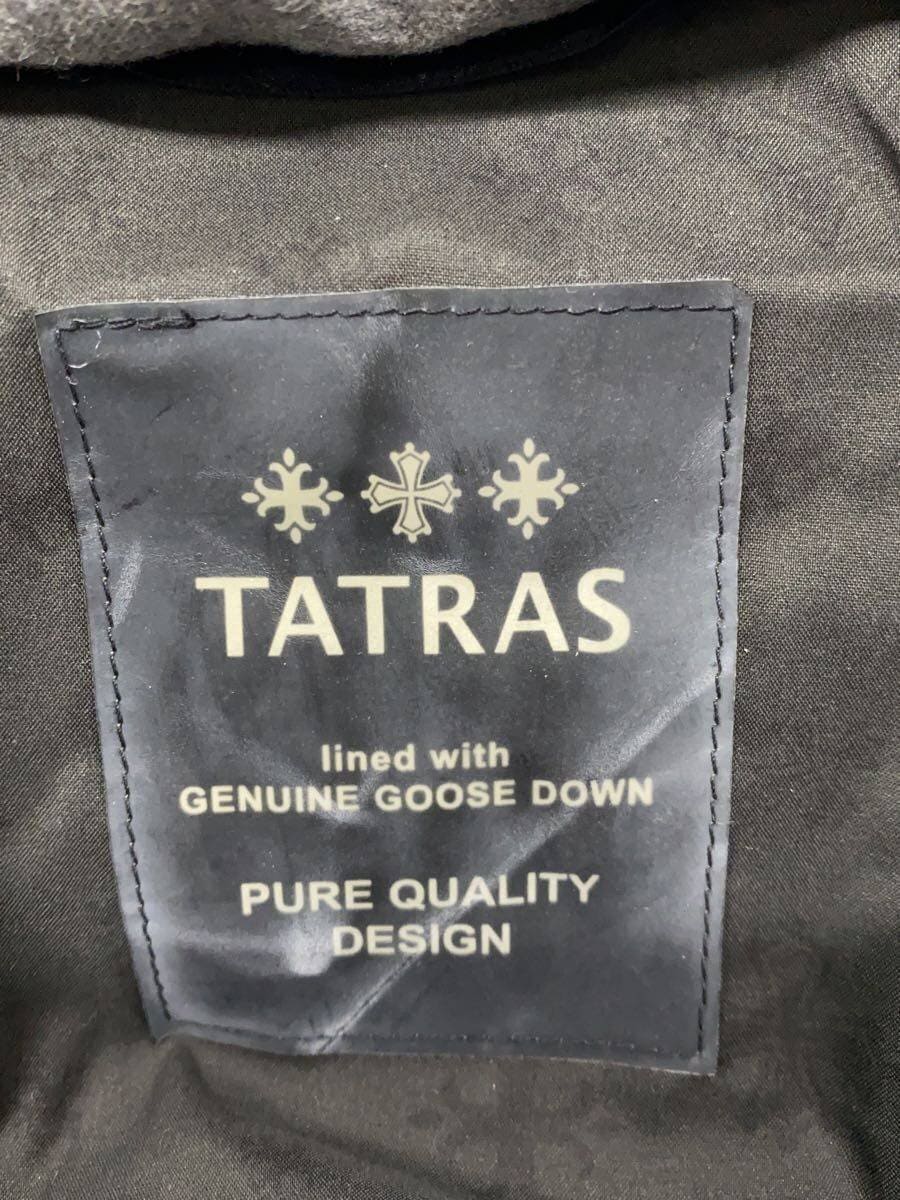 TATRAS
lined with
GENUINE GOOSE DOWN
PURE QUALITY
DESIGN